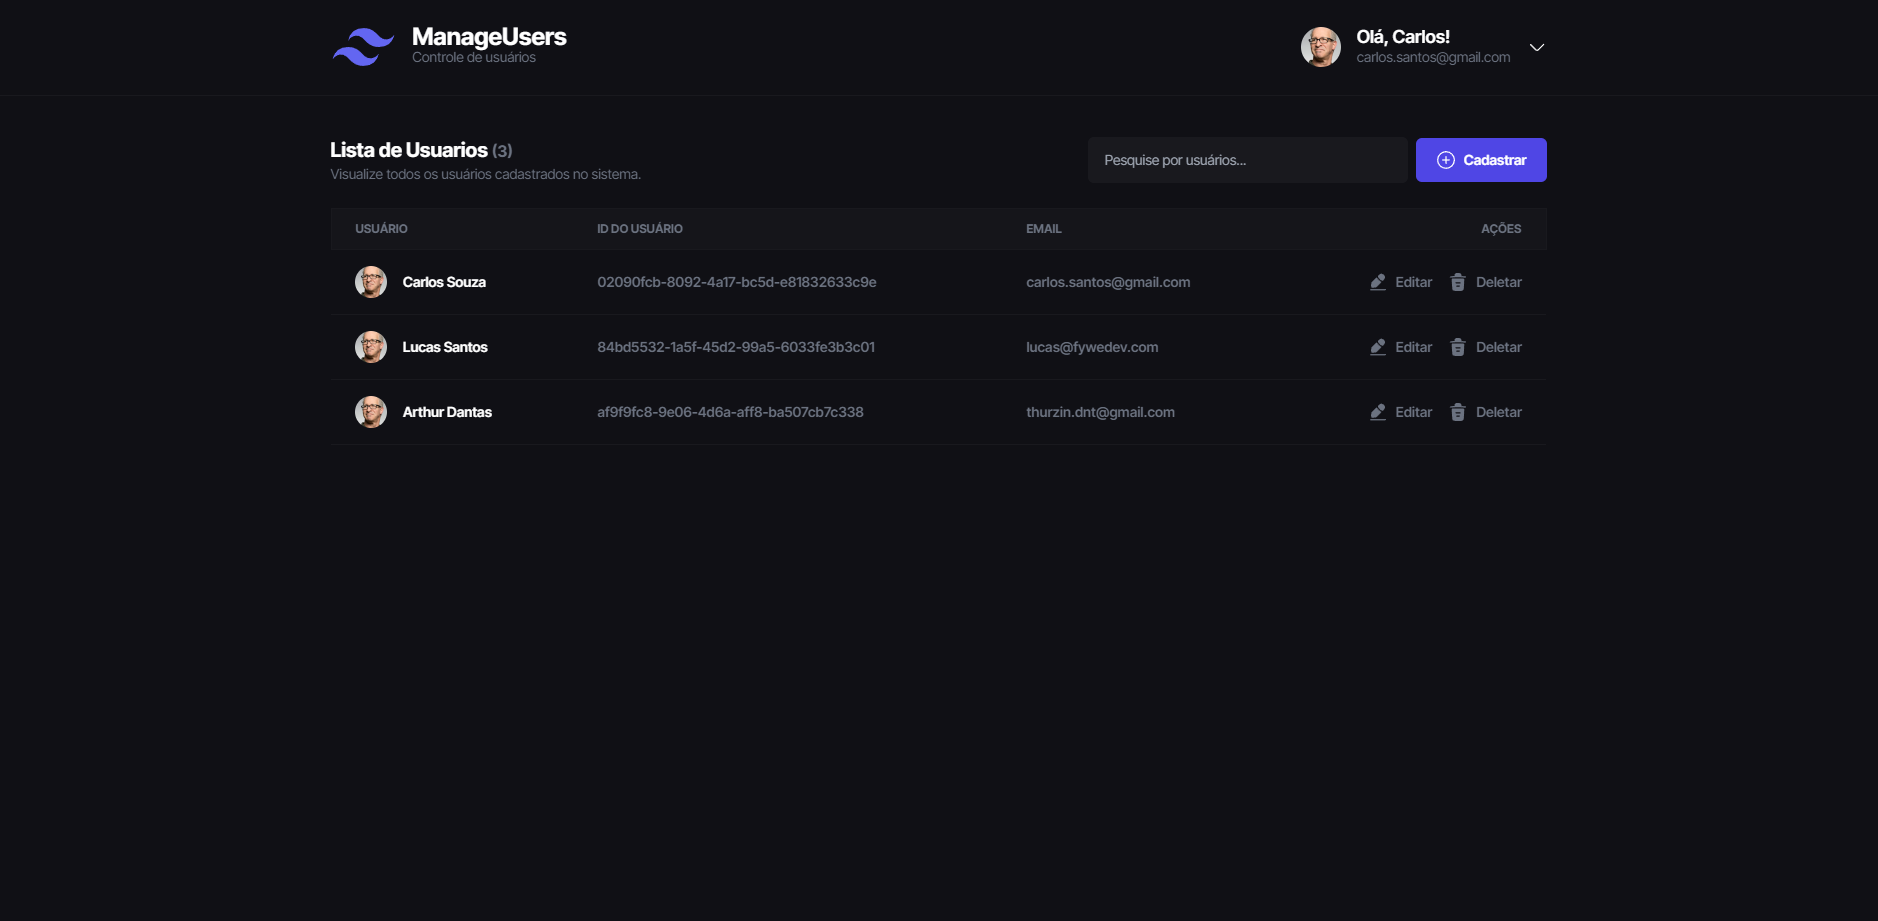 ManageUsers
Controle de usuários
Olá, Carlos!
carlos.santos@gmail.com
Lista de Usuarios (3)
Visualize todos os usuários cadastrados no sistema.
Pesquise por usuários...
Cadastrar
USUÁRIO ID DO USUÁRIO EMAIL AÇÕES
Carlos Souza 02090fcb-8092-4a17-bc5d-e81832633c9e carlos.santos@gmail.com Editar Deletar
Lucas Santos 84bd5532-1a5f-45d2-99a5-6033fe3b3c01 lucas@fywedev.com Editar Deletar
Arthur Dantas af9f9fc8-9e06-4d6a-aff8-ba507cb7c338 thurzin.dnt@gmail.com Editar Deletar